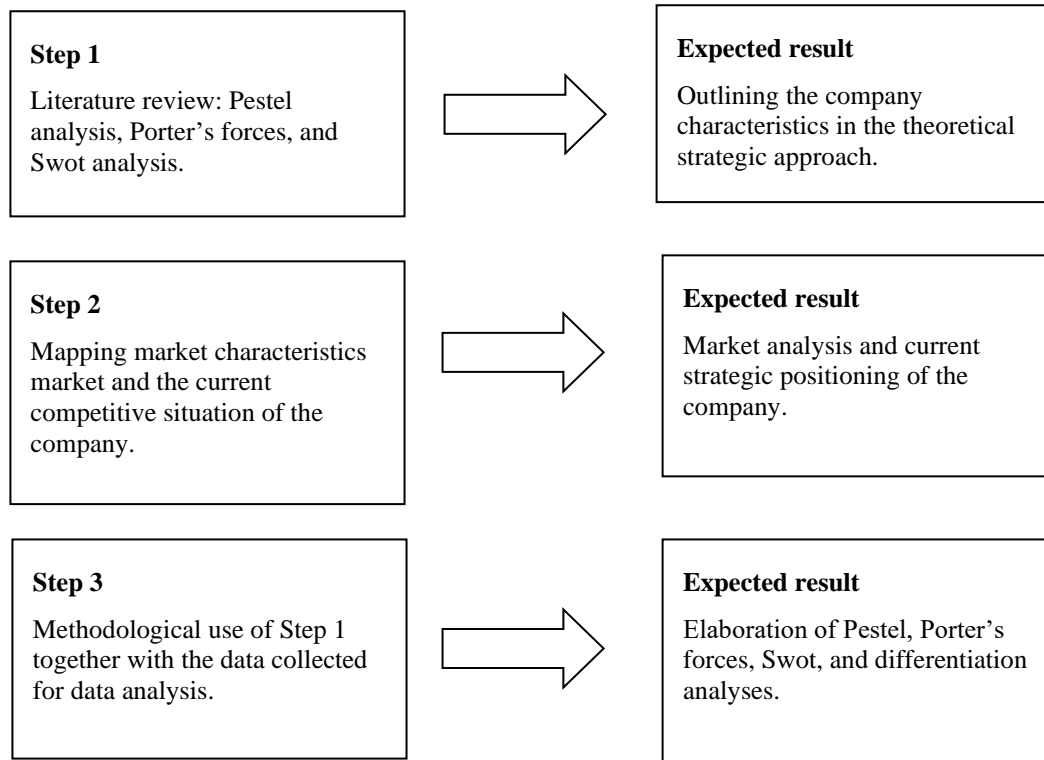 Step 1
Literature review: Pestel
analysis, Porter’s forces, and
Swot analysis.
Expected result
Outlining the company
characteristics in the theoretical
strategic approach.
Step 2
Mapping market characteristics
market and the current
competitive situation of the
company.
Expected result
Market analysis and current
strategic positioning of the
company.
Step 3
Methodological use of Step 1
together with the data collected
for data analysis.
Expected result
Elaboration of Pestel, Porter’s
forces, Swot, and differentiation
analyses.